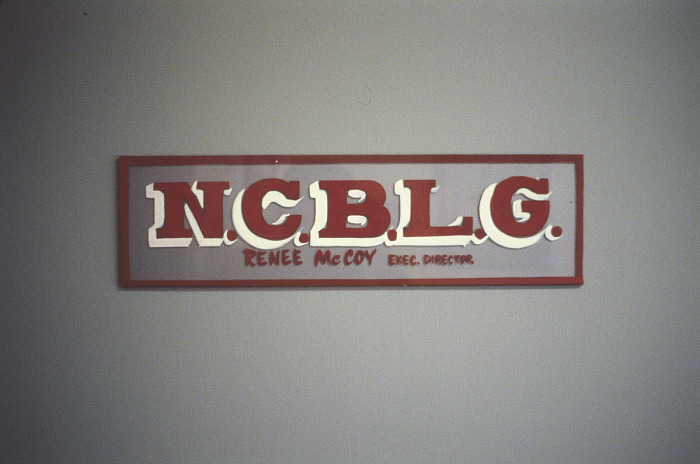 N.C.B.L.G.
RENEE McCOY EXEC. DIRECTOR